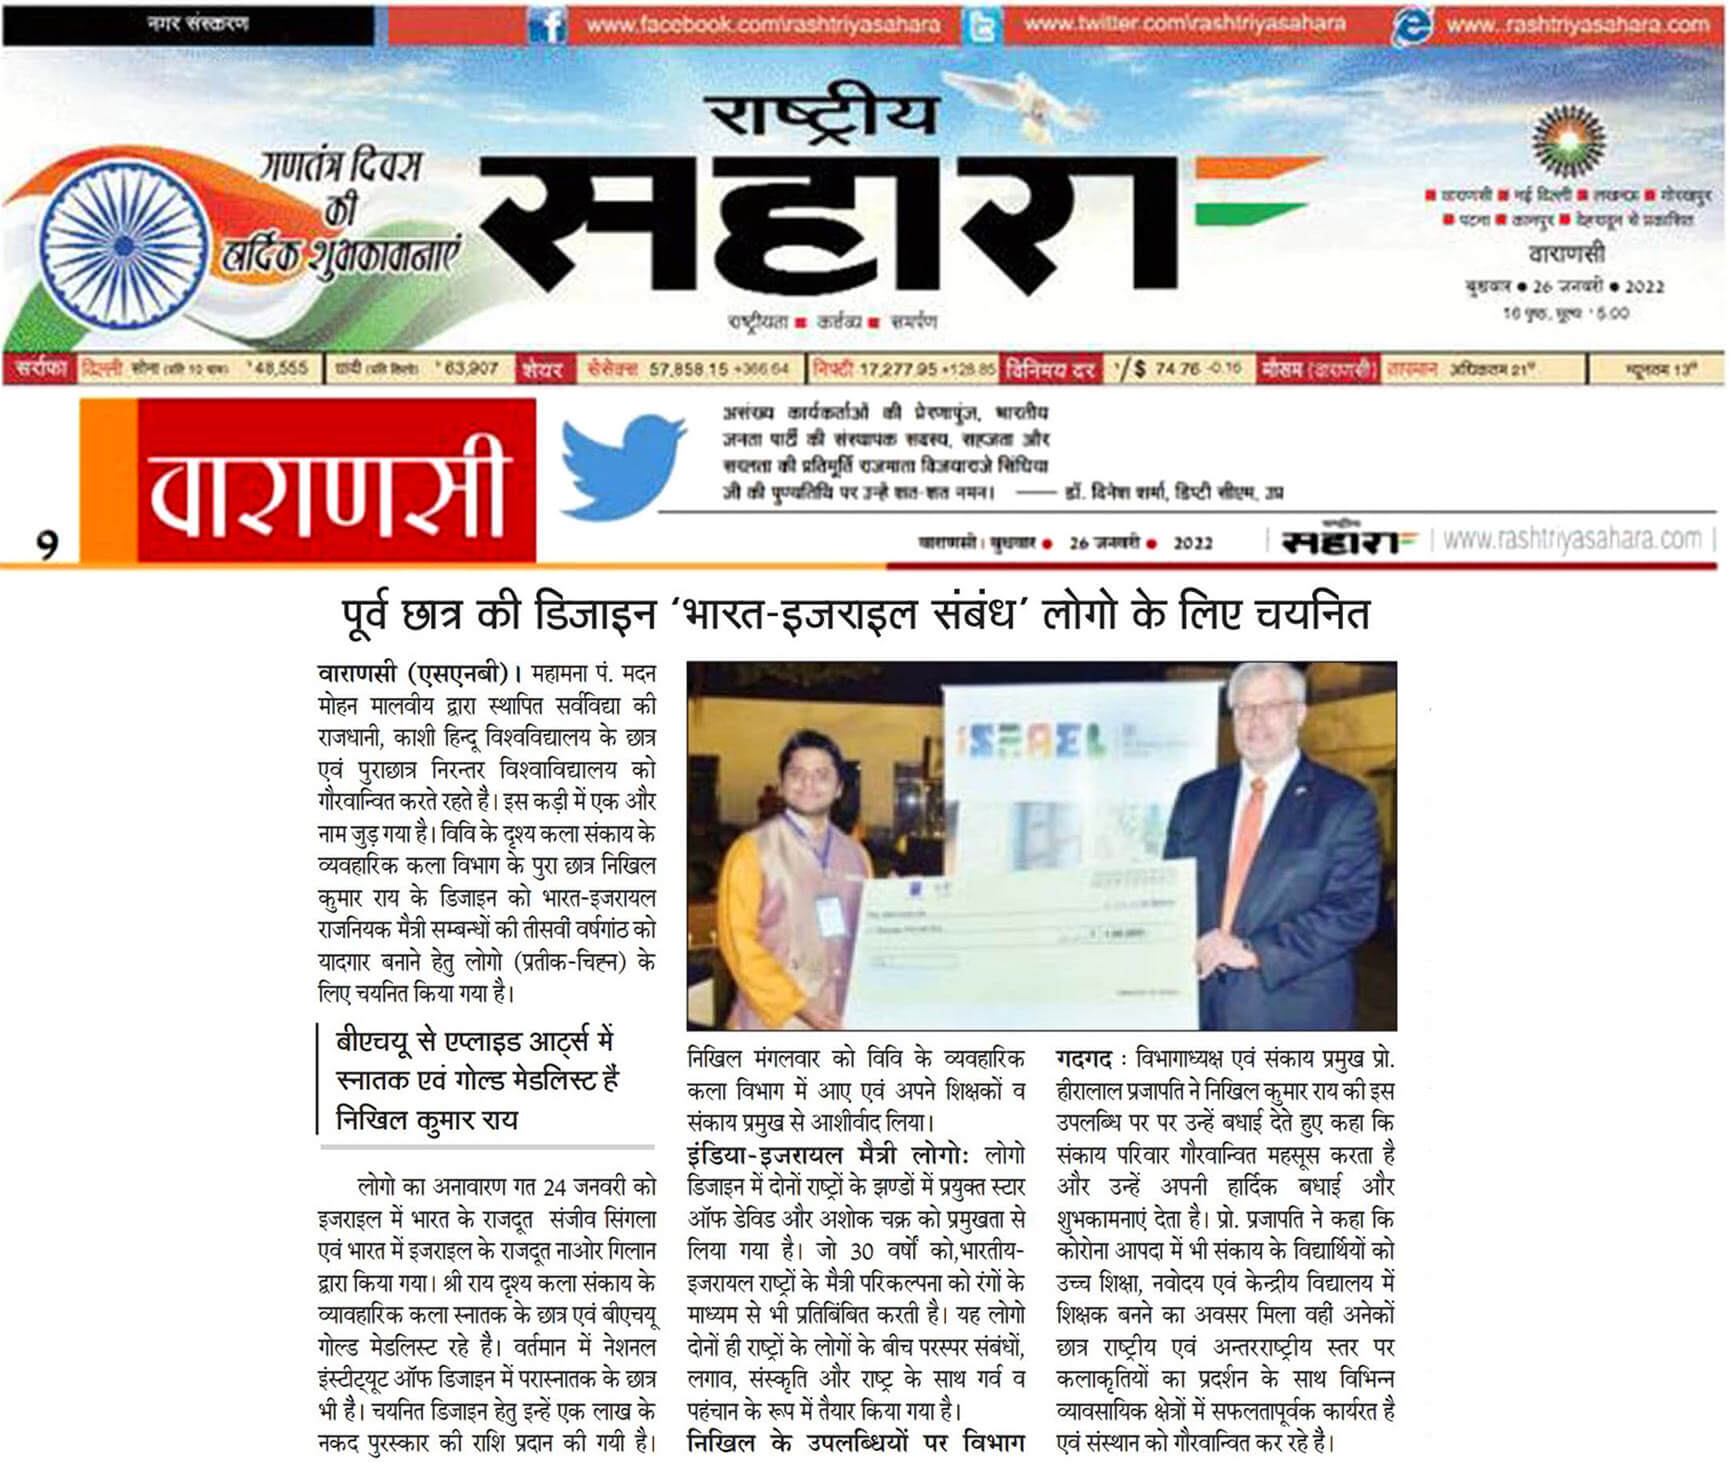 नगर संस्करण
www.facebook.com\rashtriyasahara
www.twitter.com\rashtriyasahara
www. rashtriyasahara.com
गणतंत्र दिवस
की
हार्दिक शुभकामनाएं
राष्ट्रीय
सहारा
राष्ट्रीयता ■ कर्त्तव्य ■ समर्पण
■ वाराणसी ■ नई दिल्ली ■ लखनऊ ■ गोरखपुर
■ पटना ■ कानपुर ■ देहरादून से प्रकाशित
वाराणसी
बुधवार ● 26 जनवरी ● 2022
16 पृष्ठ, मूल्य 5.00
सर्राफा दिल्ली सोना (प्रति 10 ग्राम) 48,555 चांदी (प्रति किलो) 63,907 शेयर सेंसेक्स 57,858.15 +366.64 निफ्टी 17,277.95 +128.85 विनिमय दर /$ 74.76 -0.16 मौसम (वाराणसी) तापमान अधिकतम 21° न्यूनतम 13°
वाराणसी
9
असंख्य कार्यकर्ताओं की प्रेरणापुंज, भारतीय
जनता पार्टी की संस्थापक सदस्य, सहजता और
सरलता की प्रतिमूर्ति राजमाता विजयाराजे सिंधिया
जी की पुण्यतिथि पर उन्हे शत-शत नमन। —— डॉ. दिनेश शर्मा, डिप्टी सीएम, उप्र
वाराणसी। बुधवार ● 26 जनवरी ● 2022
राष्ट्रीय
सहारा
www.rashtriyasahara.com
पूर्व छात्र की डिजाइन ‘भारत-इजराइल संबंध’ लोगो के लिए चयनित
वाराणसी (एसएनबी)। महामना पं. मदन
मोहन मालवीय द्वारा स्थापित सर्वविद्या की
राजधानी, काशी हिन्दू विश्वविद्यालय के छात्र
एवं पुराछात्र निरन्तर विश्वाविद्यालय को
गौरवान्वित करते रहते है। इस कड़ी में एक और
नाम जुड़ गया है। विवि के दृश्य कला संकाय के
व्यवहारिक कला विभाग के पुरा छात्र निखिल
कुमार राय के डिजाइन को भारत-इजरायल
राजनियक मैत्री सम्बन्धों की तीसवीं वर्षगांठ को
यादगार बनाने हेतु लोगो (प्रतीक-चिह्न) के
लिए चयनित किया गया है।
बीएचयू से एप्लाइड आर्ट्स में
स्नातक एवं गोल्ड मेडलिस्ट हैं
निखिल कुमार राय
लोगो का अनावारण गत 24 जनवरी को
इजराइल में भारत के राजदूत संजीव सिंगला
एवं भारत में इजराइल के राजदूत नाओर गिलान
द्वारा किया गया। श्री राय दृश्य कला संकाय के
व्यावहारिक कला स्नातक के छात्र एवं बीएचयू
गोल्ड मेडलिस्ट रहे है। वर्तमान में नेशनल
इंस्टीट्यूट ऑफ डिजाइन में परास्नातक के छात्र
भी है। चयनित डिजाइन हेतु इन्हें एक लाख के
नकद पुरस्कार की राशि प्रदान की गयी है।
ISRAEL
निखिल मंगलवार को विवि के व्यवहारिक
कला विभाग में आए एवं अपने शिक्षकों व
संकाय प्रमुख से आशीर्वाद लिया।
इंडिया-इजरायल मैत्री लोगो: लोगो
डिजाइन में दोनों राष्ट्रों के झण्डों में प्रयुक्त स्टार
ऑफ डेविड और अशोक चक्र को प्रमुखता से
लिया गया है। जो 30 वर्षों को,भारतीय-
इजरायल राष्ट्रों के मैत्री परिकल्पना को रंगों के
माध्यम से भी प्रतिबिंबित करती है। यह लोगो
दोनों ही राष्ट्रों के लोगों के बीच परस्पर संबंधों,
लगाव, संस्कृति और राष्ट्र के साथ गर्व व
पहंचान के रूप में तैयार किया गया है।
निखिल के उपलब्धियों पर विभाग
गदगद : विभागाध्यक्ष एवं संकाय प्रमुख प्रो.
हीरालाल प्रजापति ने निखिल कुमार राय की इस
उपलब्धि पर पर उन्हें बधाई देते हुए कहा कि
संकाय परिवार गौरवान्वित महसूस करता है
और उन्हें अपनी हार्दिक बधाई और
शुभकामनाएं देता है। प्रो. प्रजापति ने कहा कि
कोरोना आपदा में भी संकाय के विद्यार्थियों को
उच्च शिक्षा, नवोदय एवं केन्द्रीय विद्यालय में
शिक्षक बनने का अवसर मिला वहीं अनेकों
छात्र राष्ट्रीय एवं अन्तरराष्ट्रीय स्तर पर
कलाकृतियों का प्रदर्शन के साथ विभिन्न
व्यावसायिक क्षेत्रों में सफलतापूर्वक कार्यरत है
एवं संस्थान को गौरवान्वित कर रहे है।